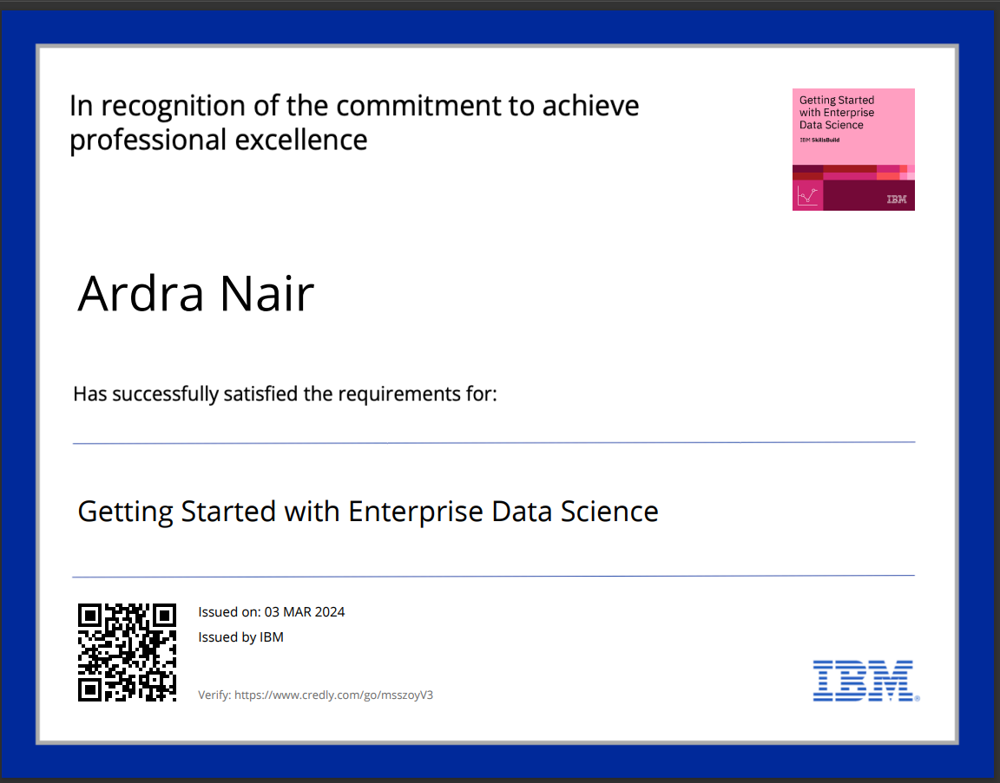 In recognition of the commitment to achieve
professional excellence
Getting Started
with Enterprise
Data Science
IBM SkillsBuild
IBM
Ardra Nair
Has successfully satisfied the requirements for:
Getting Started with Enterprise Data Science
Issued on: 03 MAR 2024
Issued by IBM
Verify: https://www.credly.com/go/msszoyV3
IBM®